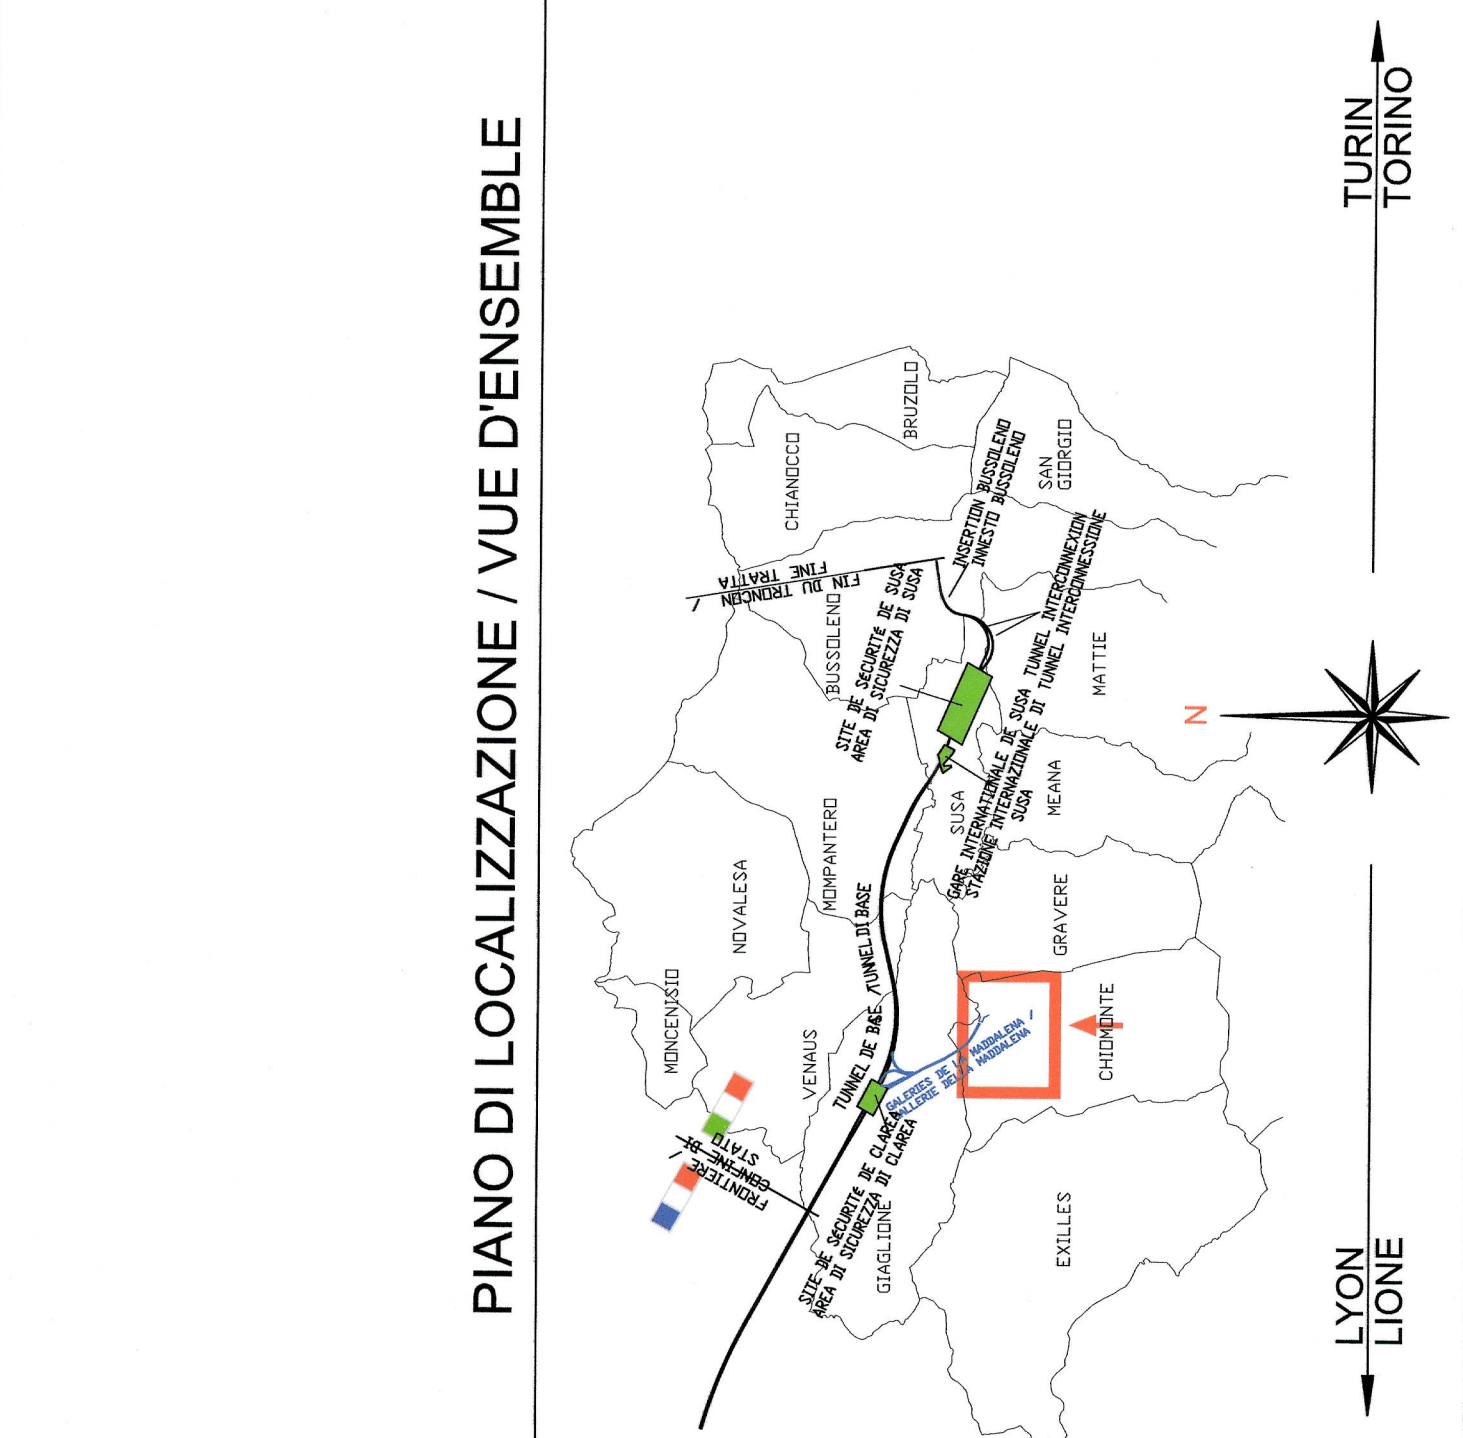 PIANO DI LOCALIZZAZIONE / VUE D'ENSEMBLE
MONCENISIO
NOVALESA
VENAUS
MOMPANTERO
BUSSOLENO
CHIANOCCO
BRUZOLO
SAN
GIORGIO
FRONTIERE /
CONFINE DI
STATO
FIN DU TRONCON /
FINE TRATTA
TUNNEL DE BASE /TUNNEL DI BASE
SITE DE SÉCURITÉ DE SUSA
AREA DI SICUREZZA DI SUSA
INSERTION BUSSOLENO
INNESTO BUSSOLENO
TUNNEL INTERCONNEXION
TUNNEL INTERCONNESSIONE
GARE INTERNATIONALE DE SUSA
STAZIONE INTERNAZIONALE DI
SUSA
SITE DE SÉCURITÉ DE CLAREA
AREA DI SICUREZZA DI CLAREA
GALERIES DE LA MADDALENA /
GALLERIE DELLA MADDALENA
GIAGLIONE
SUSA
MEANA
MATTIE
GRAVERE
CHIOMONTE
EXILLES
N
LYON
LIONE
TURIN
TORINO